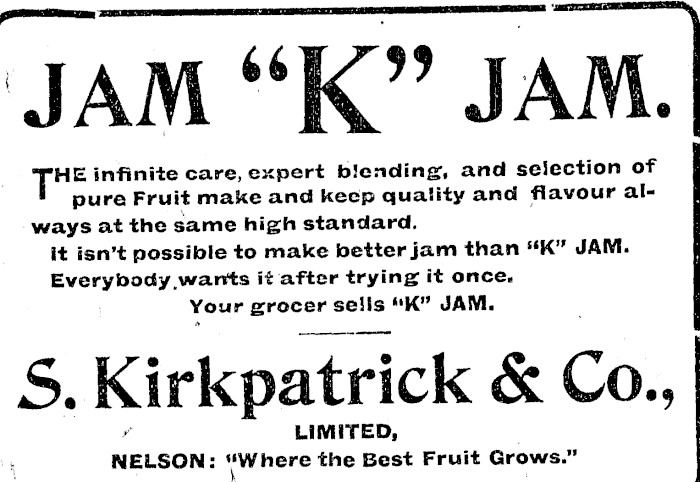 JAM “K” JAM.
THE infinite care, expert blending, and selection of
pure Fruit make and keep quality and flavour al-
ways at the same high standard.
It isn't possible to make better jam than “K” JAM.
Everybody wants it after trying it once.
Your grocer sells “K” JAM.
S. Kirkpatrick & Co.,
LIMITED,
NELSON: “Where the Best Fruit Grows.”